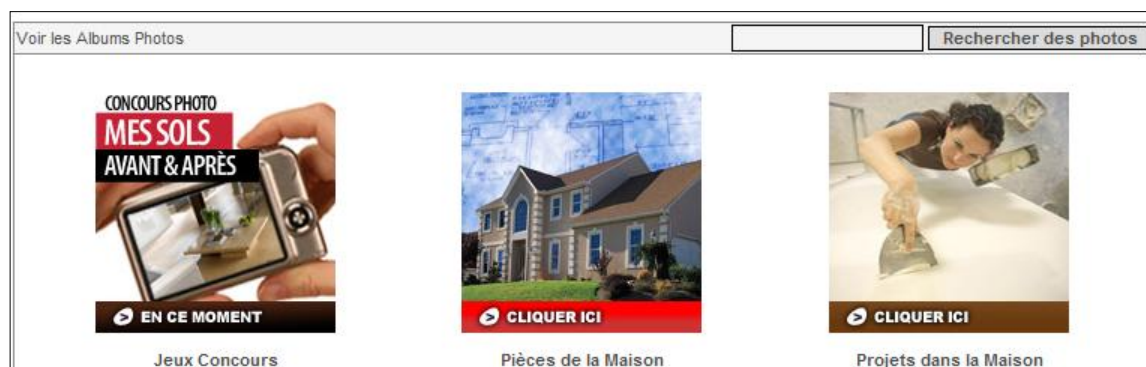 Voir les Albums Photos
Rechercher des photos
CONCOURS PHOTO
MES SOLS
AVANT & APRÈS
> EN CE MOMENT
> CLIQUER ICI
> CLIQUER ICI
Jeux Concours
Pièces de la Maison
Projets dans la Maison